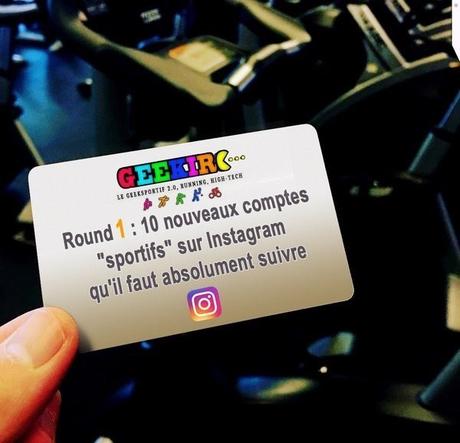 GEEKIRC...
LE GEEKSPORTIF 2.0, RUNNING, HIGH-TECH
Round 1 : 10 nouveaux comptes
"sportifs" sur Instagram
qu'il faut absolument suivre